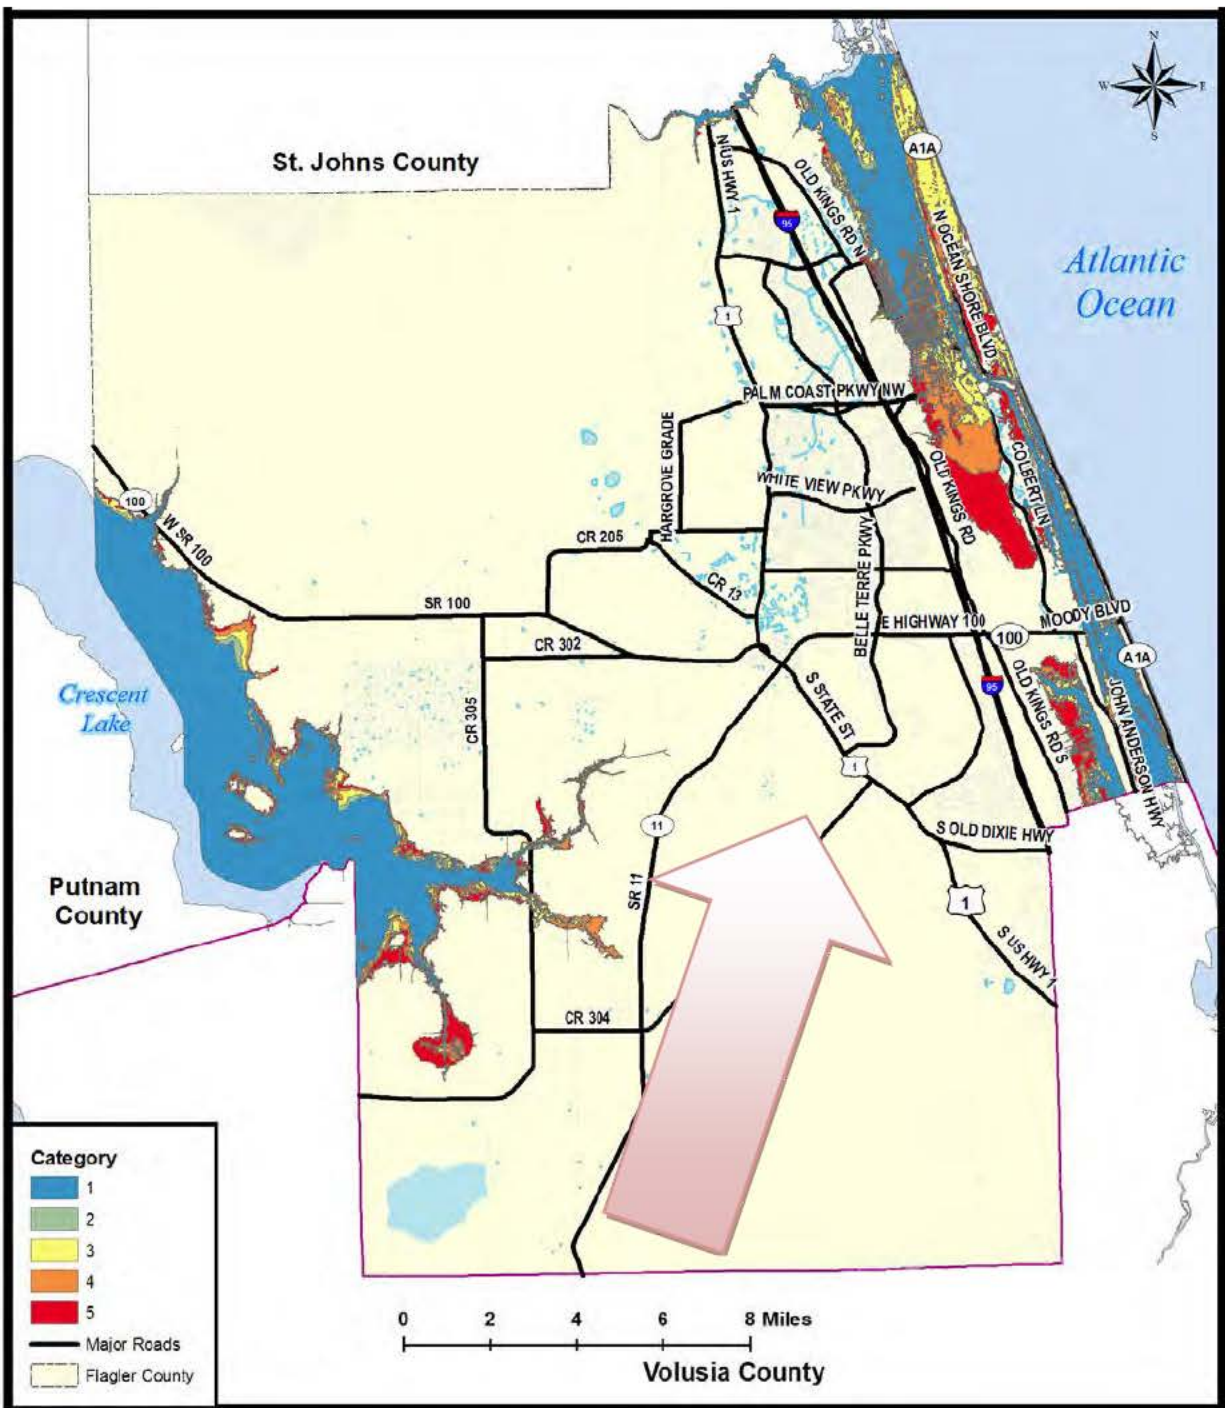 N
W
E
S
St. Johns County
A1A
N US HWY 1
OLD KINGS RD N
95
N OCEAN SHORE BLVD
Atlantic
Ocean
1
PALM COAST PKWY NW
HARGROVE GRADE
COLBERT LN
OLD KINGS RD
WHITE VIEW PKWY
100
W SR 100
CR 205
BELLE TERRE PKWY
CR 13
SR 100
MOODY BLVD
E HIGHWAY 100
100
CR 302
A1A
Crescent
Lake
CR 305
S STATE ST
95
OLD KINGS RD S
JOHN ANDERSON HWY
1
11
S OLD DIXIE HWY
Putnam
County
SR 11
1
S US HWY 1
CR 304
Category
1
2
3
4
5
Major Roads
Flagler County
0 2 4 6 8 Miles
Volusia County